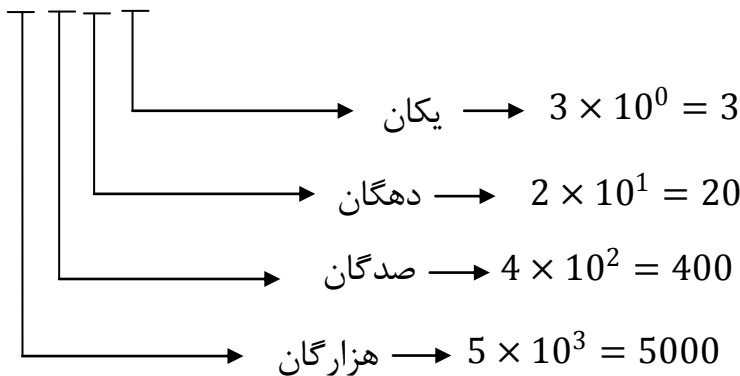 یکان → 3 × 10⁰ = 3
دهگان → 2 × 10¹ = 20
صدگان → 4 × 10² = 400
هزارگان → 5 × 10³ = 5000